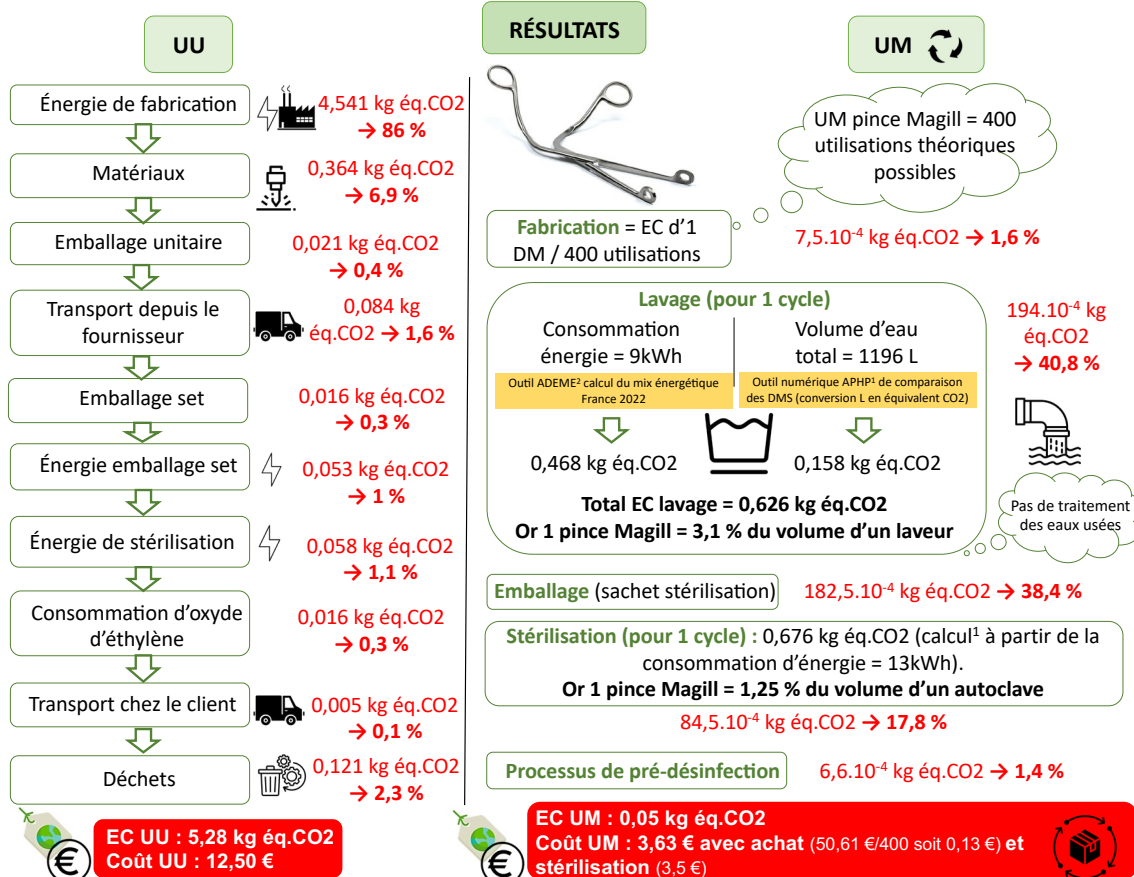 UU
Énergie de fabrication
4,541 kg éq.CO2
→ 86 %
Matériaux
0,364 kg éq.CO2
→ 6,9 %
Emballage unitaire
0,021 kg éq.CO2
→ 0,4 %
Transport depuis le
fournisseur
0,084 kg
éq.CO2 → 1,6 %
Emballage set
0,016 kg éq.CO2
→ 0,3 %
Énergie emballage set
0,053 kg éq.CO2
→ 1 %
Énergie de stérilisation
0,058 kg éq.CO2
→ 1,1 %
Consommation d'oxyde
d'éthylène
0,016 kg éq.CO2
→ 0,3 %
Transport chez le client
0,005 kg éq.CO2
→ 0,1 %
Déchets
0,121 kg éq.CO2
→ 2,3 %
€
EC UU : 5,28 kg éq.CO2
Coût UU : 12,50 €
RÉSULTATS
UM
UM pince Magill = 400
utilisations théoriques
possibles
Fabrication = EC d'1
DM / 400 utilisations
7,5.10⁻⁴ kg éq.CO2 → 1,6 %
Lavage (pour 1 cycle)
Consommation
énergie = 9kWh
Outil ADEME² calcul du mix énergétique
France 2022
0,468 kg éq.CO2
Volume d'eau
total = 1196 L
Outil numérique APHP¹ de comparaison
des DMS (conversion L en équivalent CO2)
0,158 kg éq.CO2
Total EC lavage = 0,626 kg éq.CO2
Or 1 pince Magill = 3,1 % du volume d'un laveur
194.10⁻⁴ kg
éq.CO2
→ 40,8 %
Pas de traitement
des eaux usées
Emballage (sachet stérilisation)
182,5.10⁻⁴ kg éq.CO2 → 38,4 %
Stérilisation (pour 1 cycle) : 0,676 kg éq.CO2 (calcul¹ à partir de la
consommation d'énergie = 13kWh).
Or 1 pince Magill = 1,25 % du volume d'un autoclave
84,5.10⁻⁴ kg éq.CO2 → 17,8 %
Processus de pré-désinfection
6,6.10⁻⁴ kg éq.CO2 → 1,4 %
€
EC UM : 0,05 kg éq.CO2
Coût UM : 3,63 € avec achat (50,61 €/400 soit 0,13 €) et
stérilisation (3,5 €)